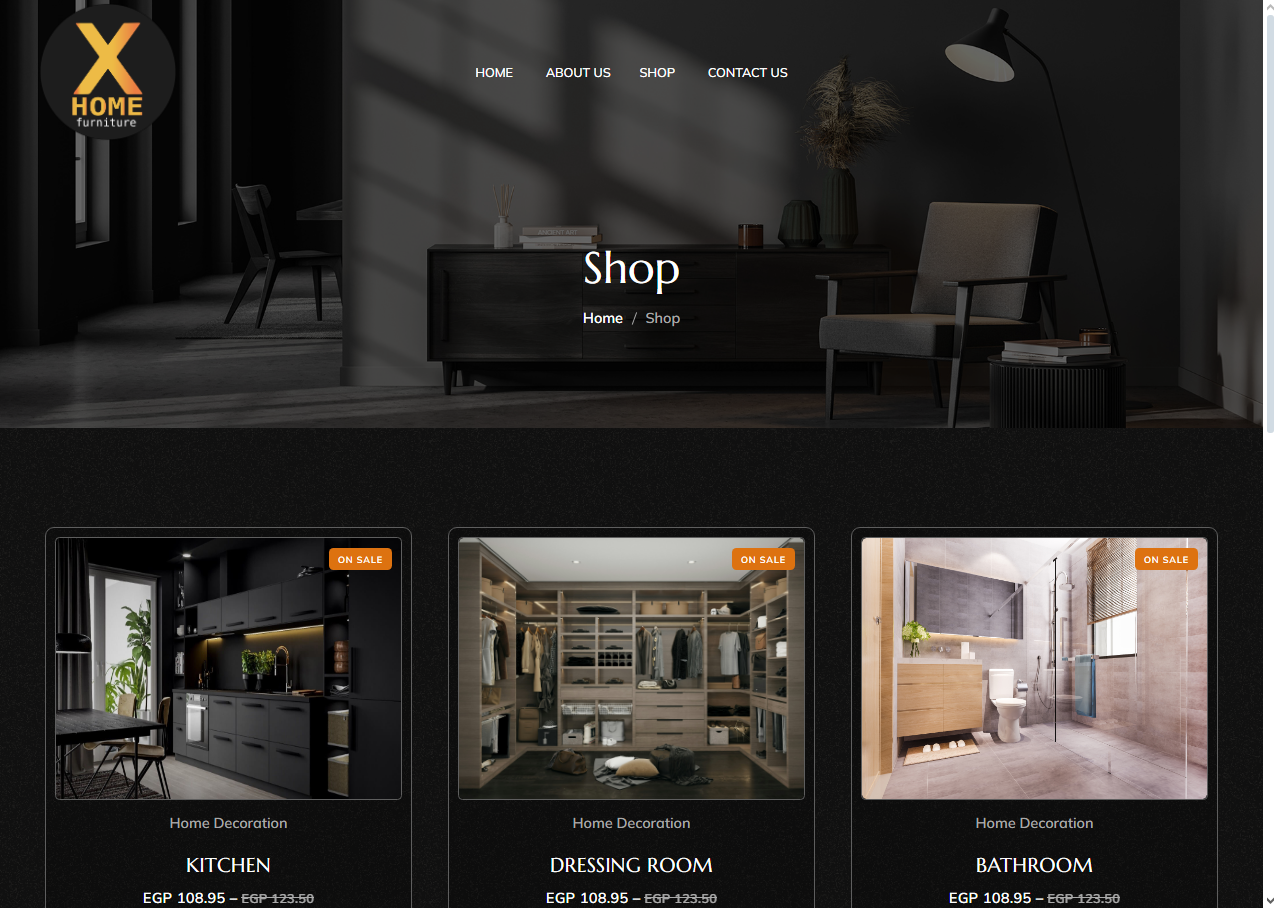 X
HOME
furniture
HOME
ABOUT US
SHOP
CONTACT US
ANCIENT ART
Shop
Home / Shop
ON SALE
ON SALE
ON SALE
Home Decoration
Home Decoration
Home Decoration
KITCHEN
DRESSING ROOM
BATHROOM
EGP 108.95 – EGP 123.50
EGP 108.95 – EGP 123.50
EGP 108.95 – EGP 123.50